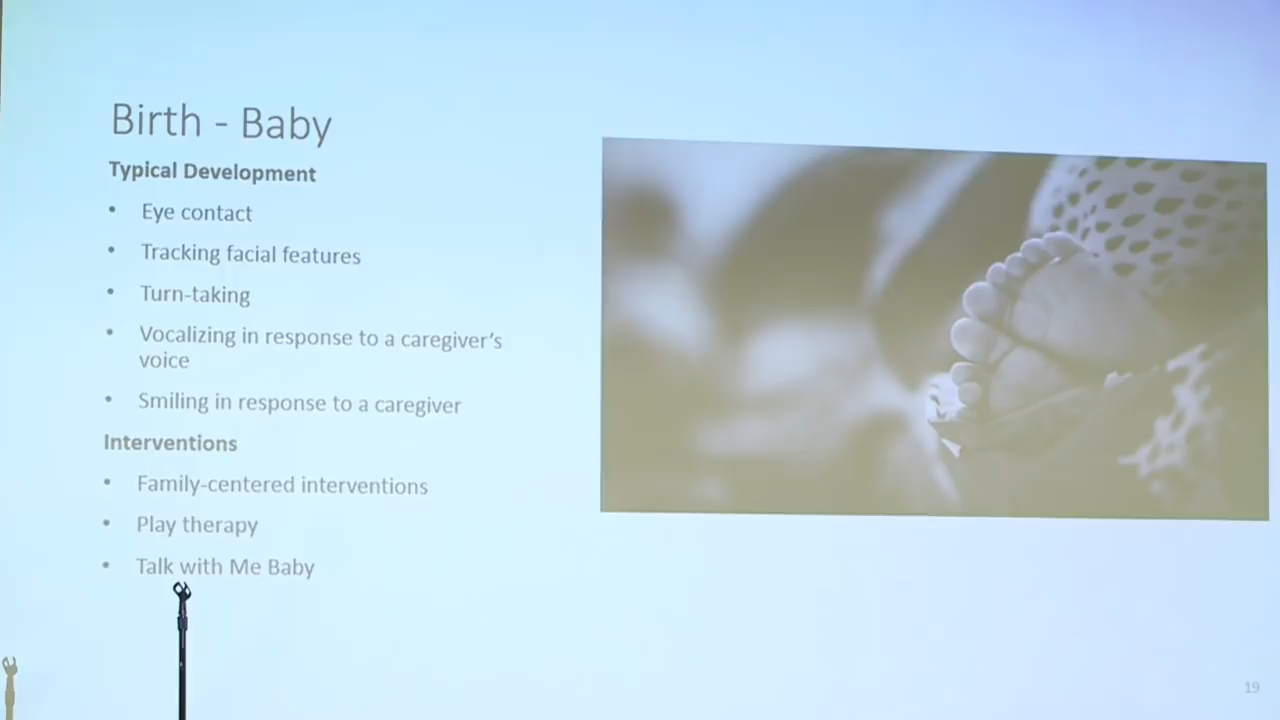 Birth - Baby
Typical Development
• Eye contact
• Tracking facial features
• Turn-taking
• Vocalizing in response to a caregiver's
voice
• Smiling in response to a caregiver
Interventions
• Family-centered interventions
• Play therapy
• Talk with Me Baby
19